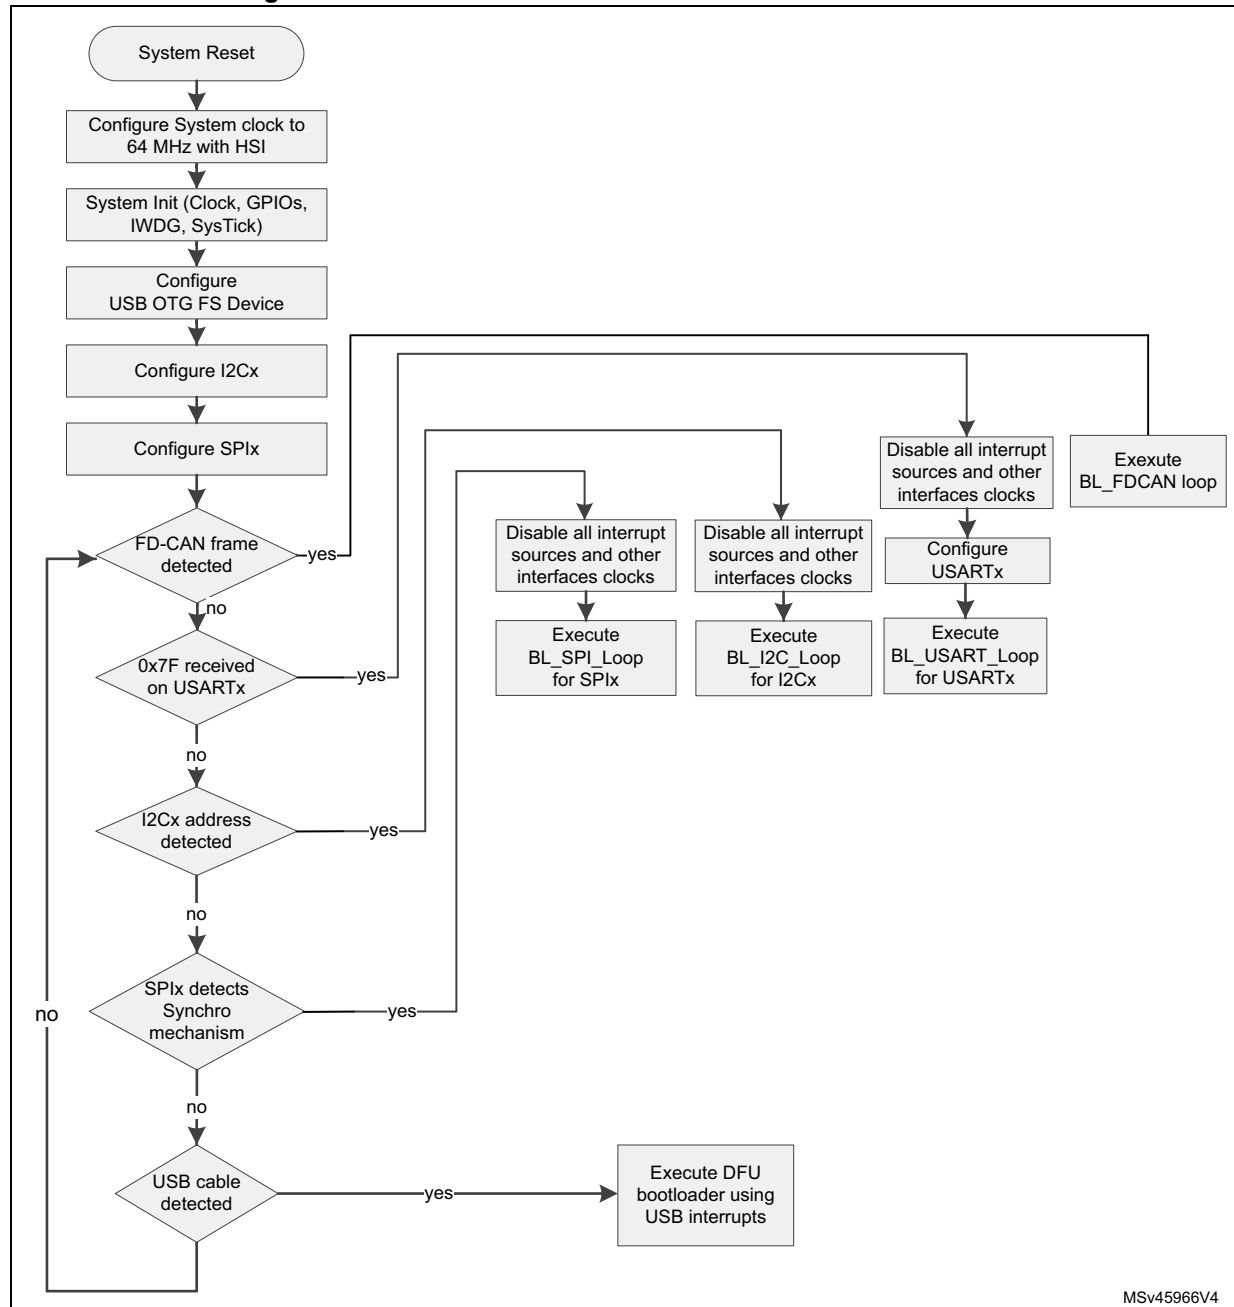 System Reset
Configure System clock to
64 MHz with HSI
System Init (Clock, GPIOs,
IWDG, SysTick)
Configure
USB OTG FS Device
Configure I2Cx
Configure SPIx
FD-CAN frame
detected
yes
no
0x7F received
on USARTx
yes
no
I2Cx address
detected
yes
no
SPIx detects
Synchro
mechanism
yes
no
USB cable
detected
yes
no
Disable all interrupt
sources and other
interfaces clocks
Execute
BL_SPI_Loop
for SPIx
Disable all interrupt
sources and other
interfaces clocks
Execute
BL_I2C_Loop
for I2Cx
Disable all interrupt
sources and other
interfaces clocks
Configure
USARTx
Execute
BL_USART_Loop
for USARTx
Exexute
BL_FDCAN loop
Execute DFU
bootloader using
USB interrupts
MSv45966V4